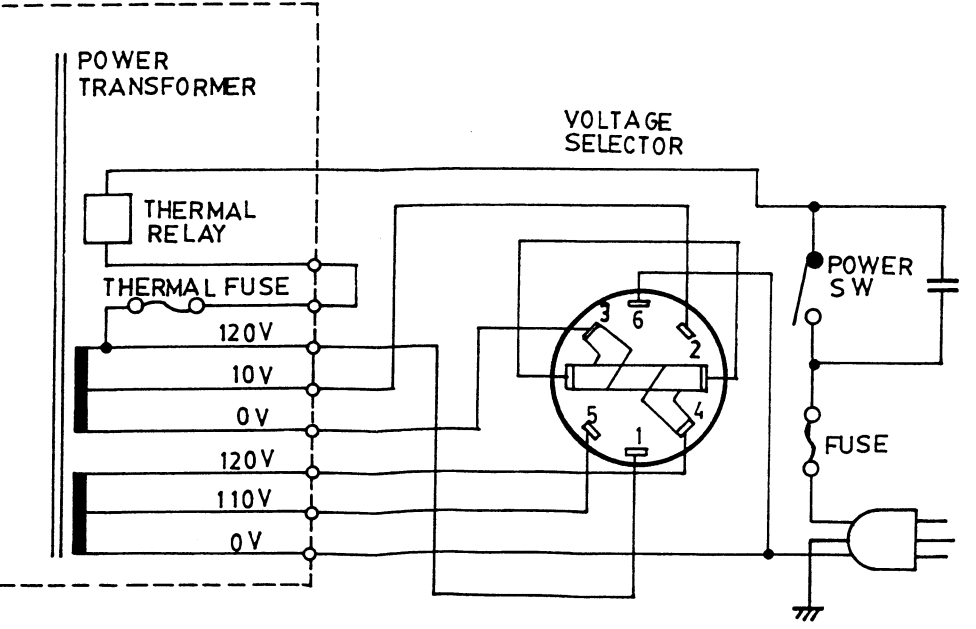 POWER
TRANSFORMER
VOLTAGE
SELECTOR
THERMAL
RELAY
THERMAL FUSE
POWER
SW
120V
10V
0V
3
6
2
5
1
4
120V
110V
0V
FUSE